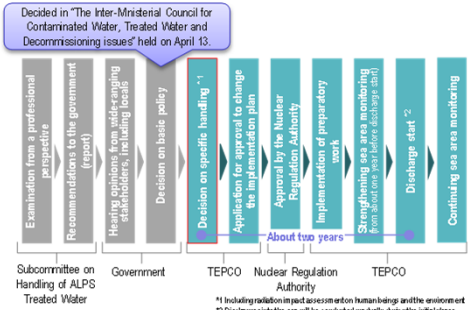 Decided in "The Inter-Ministerial Council for
Contaminated Water, Treated Water and
Decommissioning issues" held on April 13.
Examination from a professional
perspective
Recommendations to the government
(report)
Hearing opinions from wide-ranging
stakeholders, including locals
Decision on basic policy
Decision on specific handling *1
Application for approval to change
the implementation plan
Approval by the Nuclear
Regulation Authority
Implementation of preparatory
work
Strengthening sea area monitoring
(from about one year before discharge start)
Discharge start *2
Continuing sea area monitoring
About two years
Subcommittee on
Handling of ALPS
Treated Water
Government
TEPCO
Nuclear Regulation
Authority
TEPCO
*1 Including radiation impact assessment on human beings and the environment